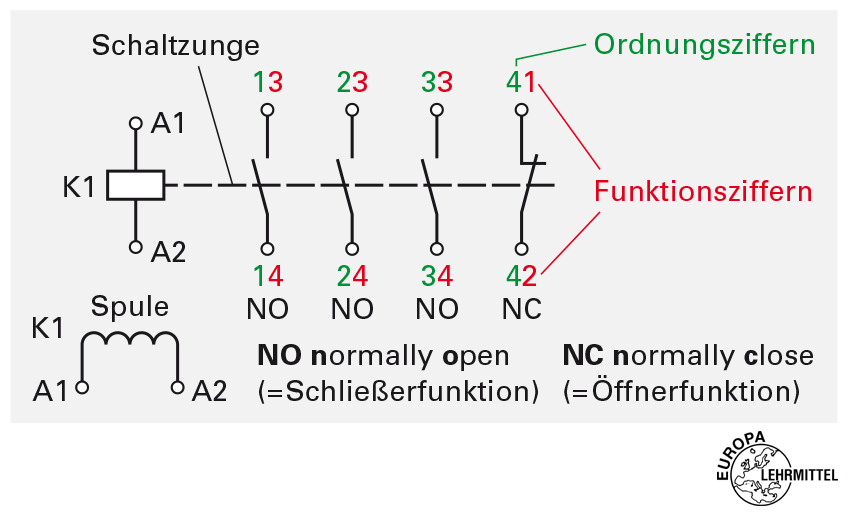 Schaltzunge
Ordnungsziffern
13 23 33 41
A1
K1
Funktionsziffern
A2
14 24 34 42
NO NO NO NC
Spule
K1
A1 A2
NO normally open
(=Schließerfunktion)
NC normally close
(=Öffnerfunktion)
EUROPA
LEHRMITTEL